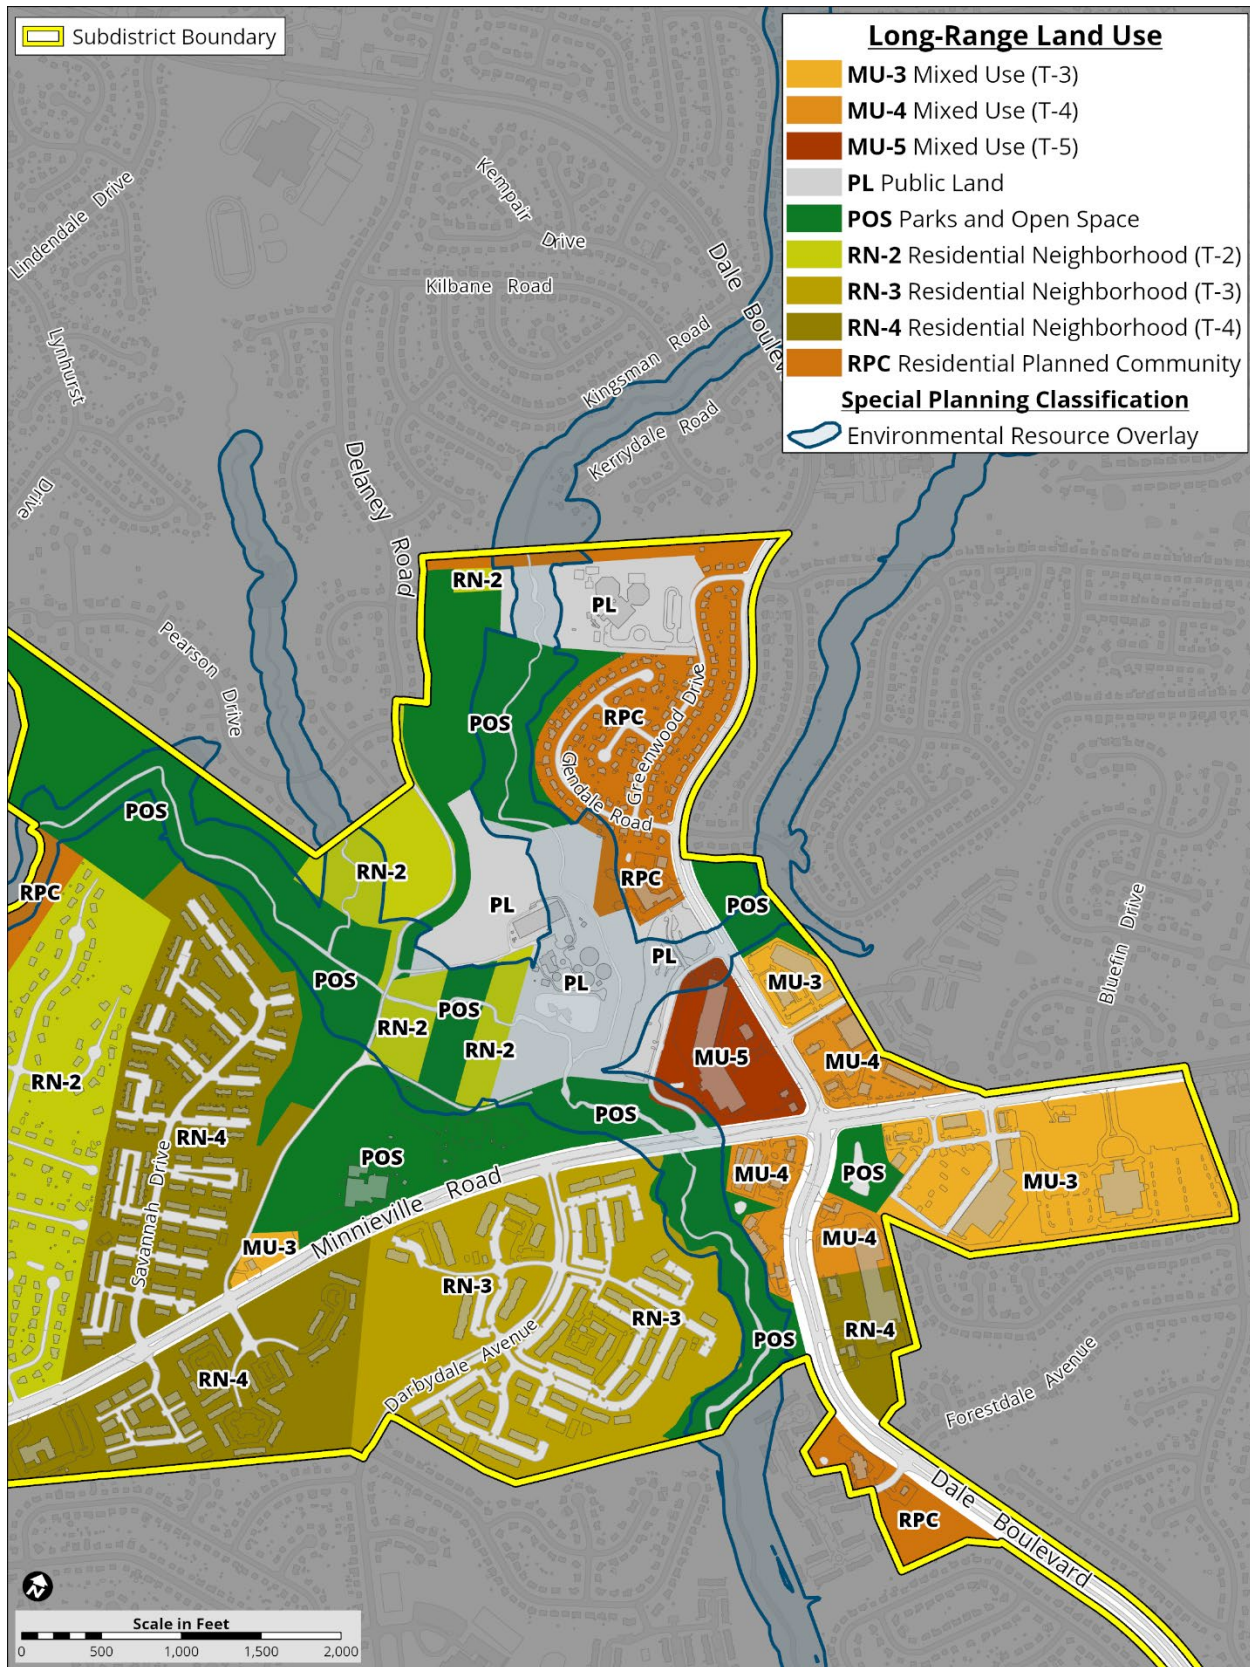 Subdistrict Boundary
Long-Range Land Use
MU-3 Mixed Use (T-3)
MU-4 Mixed Use (T-4)
MU-5 Mixed Use (T-5)
PL Public Land
POS Parks and Open Space
RN-2 Residential Neighborhood (T-2)
RN-3 Residential Neighborhood (T-3)
RN-4 Residential Neighborhood (T-4)
RPC Residential Planned Community
Special Planning Classification
Environmental Resource Overlay
Lindendale Drive
Kempair Drive
Kilbane Road
Dale Boulev
Lynhurst
Drive
Kingsman Road
Kerrydale Road
Delaney Road
Pearson Drive
RN-2
PL
POS
RPC
Greenwood Drive
Glendale Road
POS
RN-2
RPC
RPC
PL
POS
Bluefin Drive
POS
PL
PL
MU-3
POS
RN-2
RN-2
MU-5
MU-4
RN-2
POS
RN-4
POS
MU-4
POS
MU-3
Savannah Drive
Minnieville Road
MU-3
MU-4
RN-3
RN-3
RN-4
POS
RN-4
Darbydale Avenue
Forestdale Avenue
RPC
Dale Boulevard
N
Scale in Feet
0 500 1,000 1,500 2,000